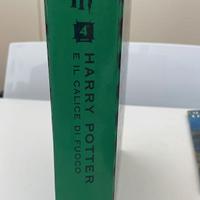 4
HARRY POTTER
E IL CALICE DI FUOCO